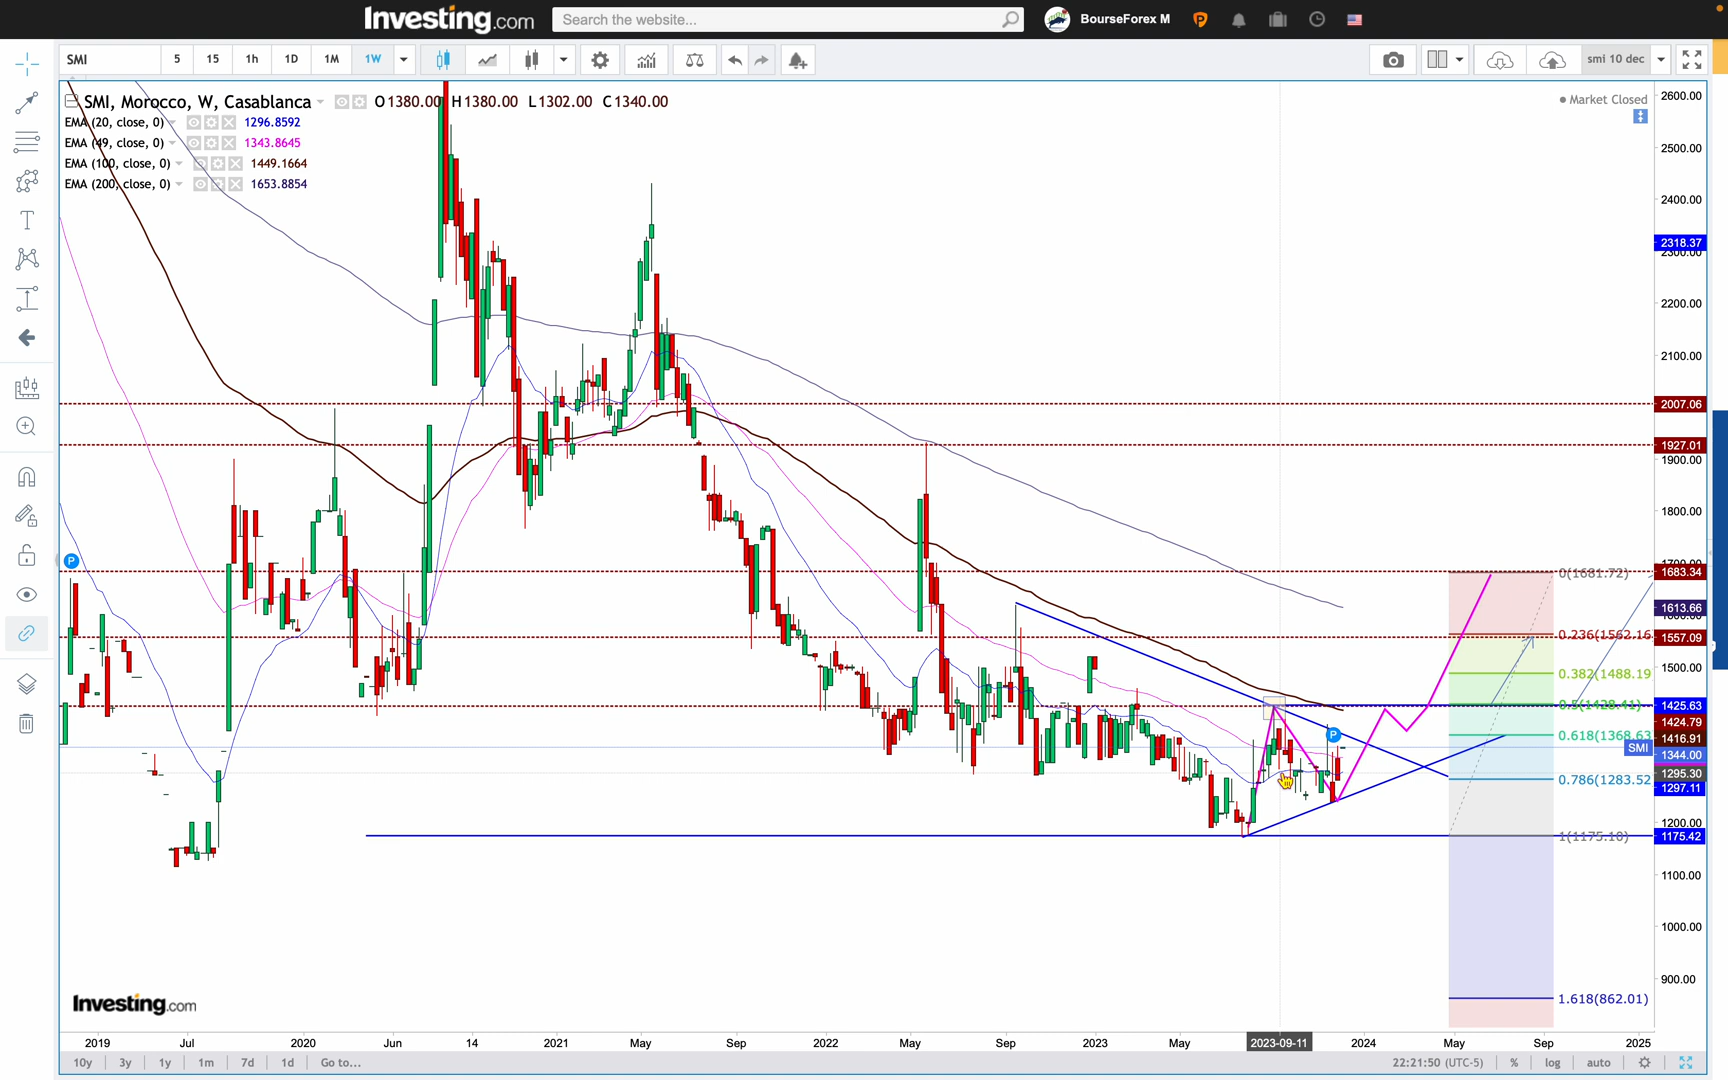 Investing.com
Search the website...
BourseForex M
SMI 5 15 1h 1D 1M 1W
smi 10 dec
SMI, Morocco, W, Casablanca O1380.00 H1380.00 L1302.00 C1340.00
EMA (20, close, 0) 1296.8592
EMA (49, close, 0) 1343.8645
EMA (100, close, 0) 1449.1664
EMA (200, close, 0) 1653.8854
Market Closed
2600.00
2500.00
2400.00
2318.37
2300.00
2200.00
2100.00
2007.06
1927.01
1900.00
1800.00
P
0(1681.72)
1683.34
1613.66
0.236(1562.16
1557.09
1500.00
0.382(1488.19
1425.63
0.5(1428.41)
1424.79
P
0.618(1368.63
1416.91
SMI
1344.00
1295.30
0.786(1283.52
1297.11
1200.00
1(1175.10)
1175.42
1100.00
1000.00
900.00
1.618(862.01)
Investing.com
2019 Jul 2020 Jun 14 2021 May Sep 2022 May Sep 2023 May 2023-09-11 2024 May Sep 2025
10y 3y 1y 1m 7d 1d Go to... 22:21:50 (UTC-5) % log auto